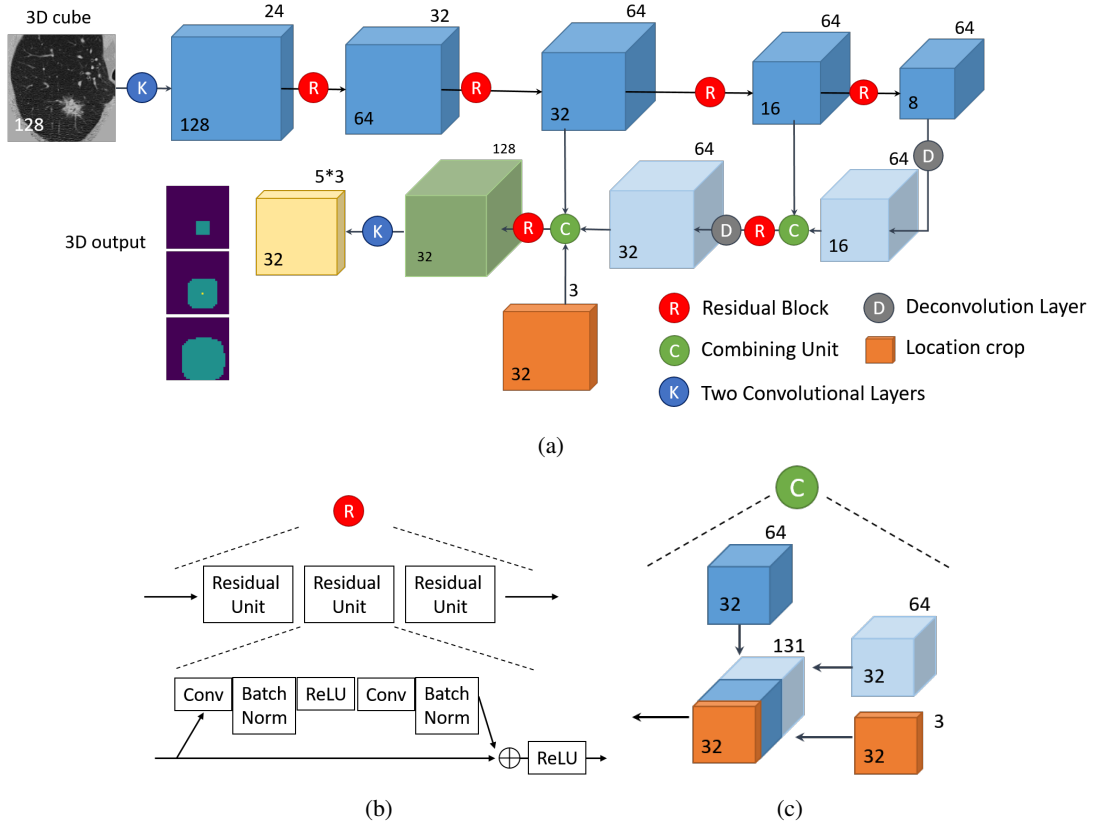 3D cube
24
32
64
64
64
128
K
128
R
64
R
32
R
16
R
8
D
5*3
128
64
64
3D output
32
K
32
R
C
32
D
R
C
16
3
32
R Residual Block
D Deconvolution Layer
C Combining Unit
Location crop
K Two Convolutional Layers
(a)
R
Residual Unit
Residual Unit
Residual Unit
Conv
Batch Norm
ReLU
Conv
Batch Norm
ReLU
(b)
C
64
32
64
32
131
32
3
32
(c)